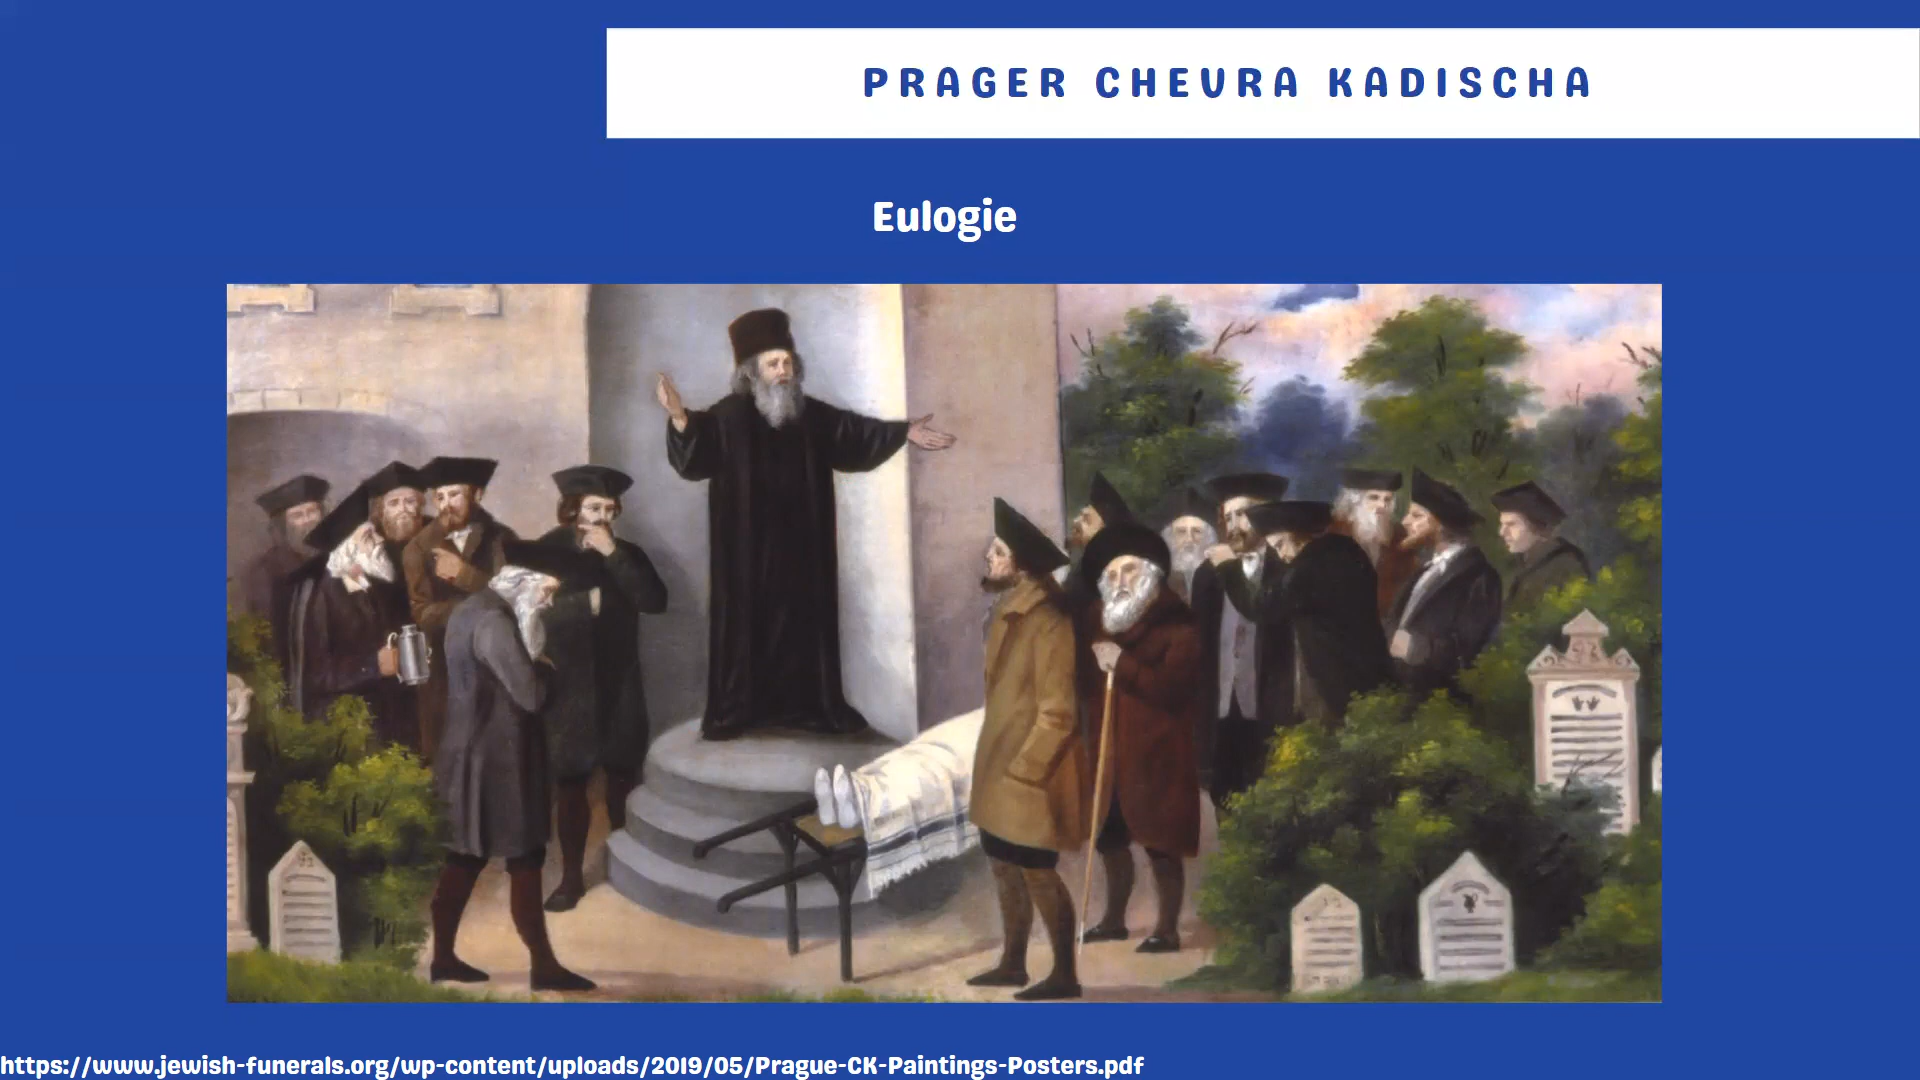 PRAGER CHEVRA KADISCHA
Eulogie
https://www.jewish-funerals.org/wp-content/uploads/2019/05/Prague-CK-Paintings-Posters.pdf